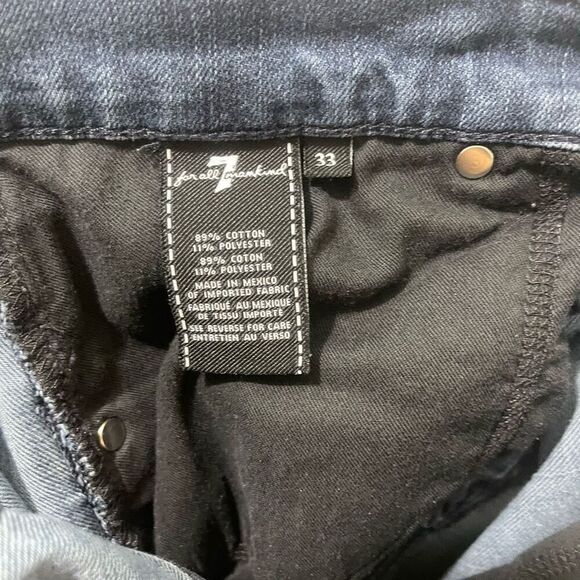 7
for all mankind
33
89% COTTON
11% POLYESTER
89% COTON
11% POLYESTER
MADE IN MEXICO
OF IMPORTED FABRIC
FABRIQUÉ AU MEXIQUE
DE TISSU IMPORTÉ
SEE REVERSE FOR CARE
ENTRETIEN AU VERSO